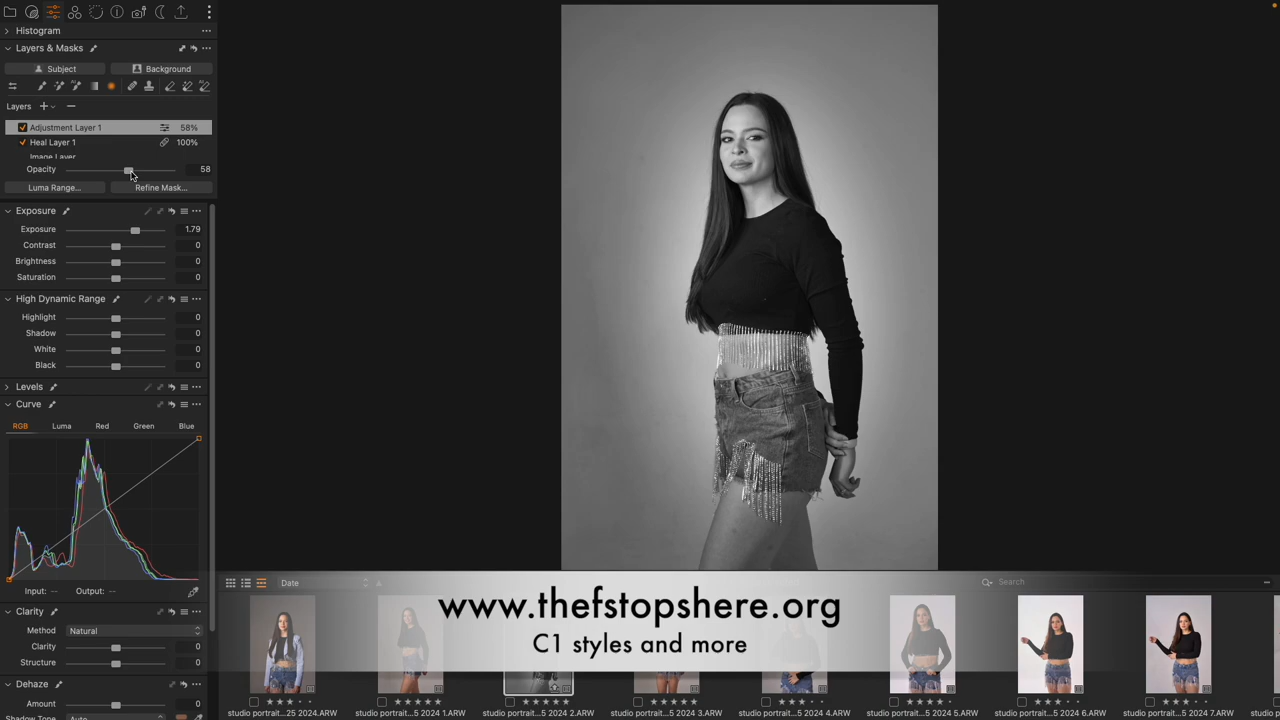 Histogram
Layers & Masks
Subject
Background
Layers
Adjustment Layer 1 58%
Heal Layer 1 100%
Image Layer
Opacity 58
Luma Range...
Refine Mask...
Exposure
Exposure 1.79
Contrast 0
Brightness 0
Saturation 0
High Dynamic Range
Highlight 0
Shadow 0
White 0
Black 0
Levels
Curve
RGB Luma Red Green Blue
Input: -- Output: --
Clarity
Method Natural
Clarity 0
Structure 0
Dehaze
Amount 0
Shadow Tone Auto
Date
Search
www.thefstopshere.org
C1 styles and more
studio portrait...25 2024.ARW
studio portrait...5 2024 1.ARW
studio portrait...5 2024 2.ARW
studio portrait...5 2024 3.ARW
studio portrait...5 2024 4.ARW
studio portrait...5 2024 5.ARW
studio portrait...5 2024 6.ARW
studio portrait...5 2024 7.ARW